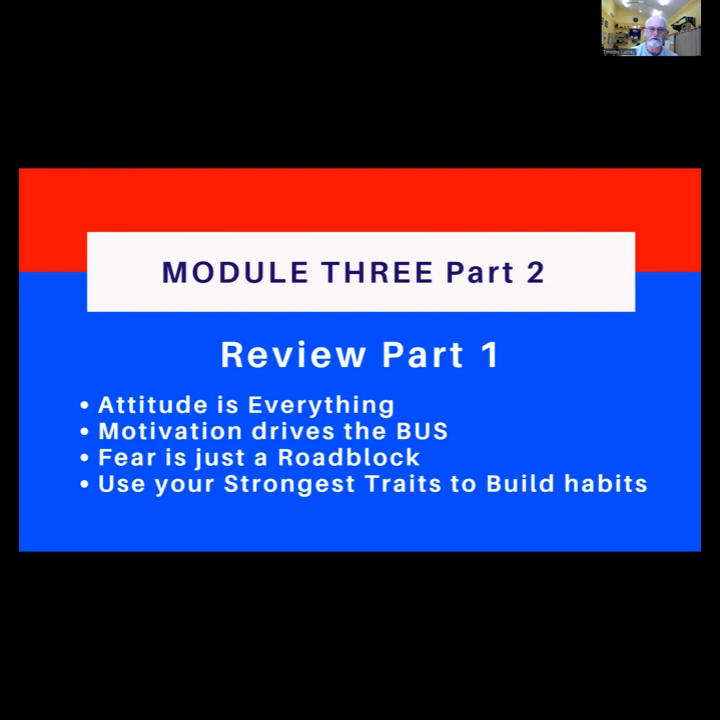 MODULE THREE Part 2
Review Part 1
• Attitude is Everything
• Motivation drives the BUS
• Fear is just a Roadblock
• Use your Strongest Traits to Build habits